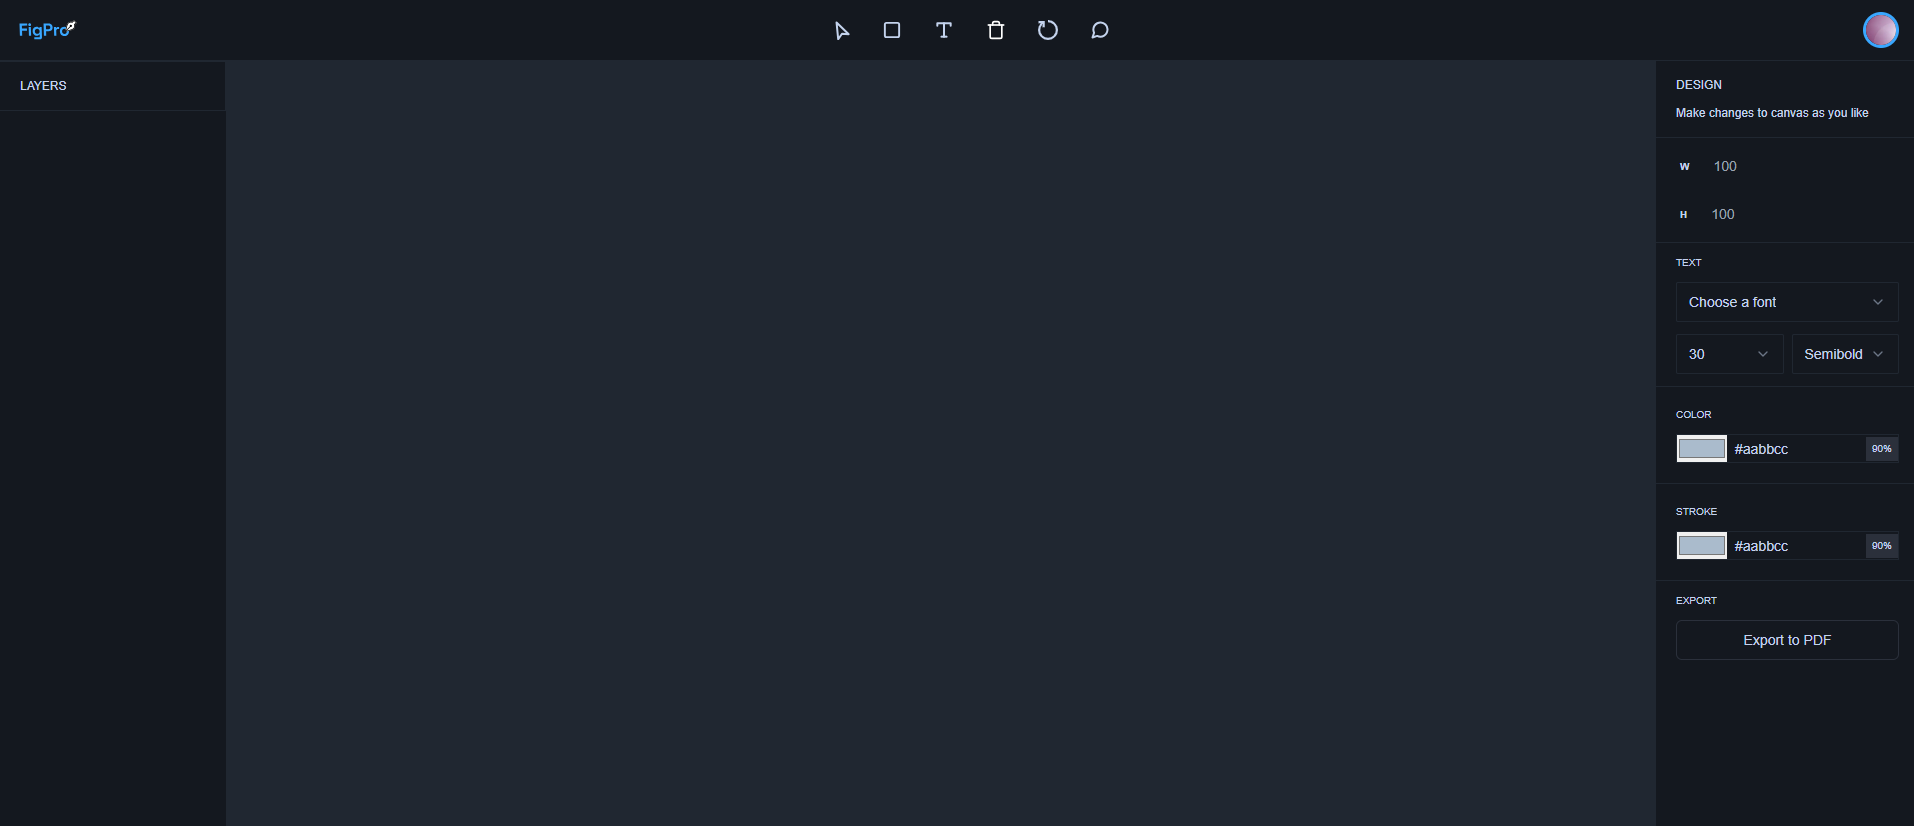 FigPro
LAYERS
DESIGN
Make changes to canvas as you like
W 100
H 100
TEXT
Choose a font
30 Semibold
COLOR
#aabbcc 90%
STROKE
#aabbcc 90%
EXPORT
Export to PDF